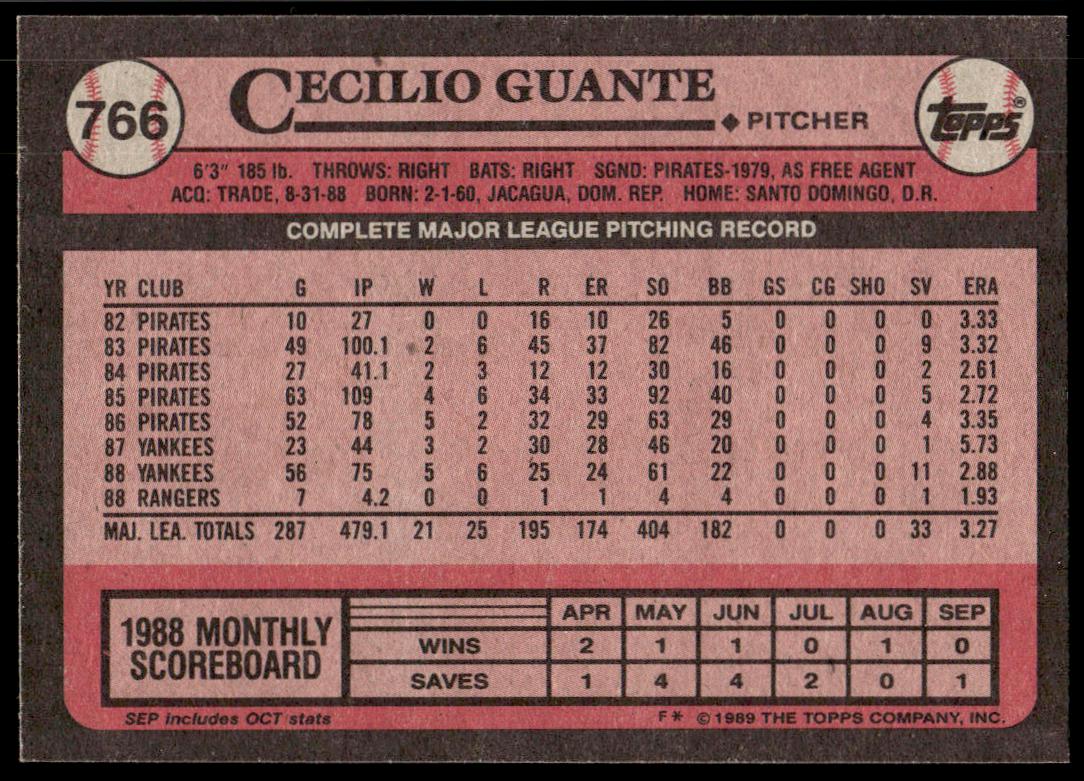 766
CECILIO GUANTE
PITCHER
TOPPS®
6'3" 185 lb. THROWS: RIGHT BATS: RIGHT SGND: PIRATES-1979, AS FREE AGENT
ACQ: TRADE, 8-31-88 BORN: 2-1-60, JACAGUA, DOM. REP. HOME: SANTO DOMINGO, D.R.
COMPLETE MAJOR LEAGUE PITCHING RECORD
YR CLUB G IP W L R ER SO BB GS CG SHO SV ERA
82 PIRATES 10 27 0 0 16 10 26 5 0 0 0 0 3.33
83 PIRATES 49 100.1 2 6 45 37 82 46 0 0 0 9 3.32
84 PIRATES 27 41.1 2 3 12 12 30 16 0 0 0 2 2.61
85 PIRATES 63 109 4 6 34 33 92 40 0 0 0 5 2.72
86 PIRATES 52 78 5 2 32 29 63 29 0 0 0 4 3.35
87 YANKEES 23 44 3 2 30 28 46 20 0 0 0 1 5.73
88 YANKEES 56 75 5 6 25 24 61 22 0 0 0 11 2.88
88 RANGERS 7 4.2 0 0 1 1 4 4 0 0 0 1 1.93
MAJ. LEA. TOTALS 287 479.1 21 25 195 174 404 182 0 0 0 33 3.27
1988 MONTHLY
SCOREBOARD
APR MAY JUN JUL AUG SEP
WINS 2 1 1 0 1 0
SAVES 1 4 4 2 0 1
SEP includes OCT stats
F* ©1989 THE TOPPS COMPANY, INC.